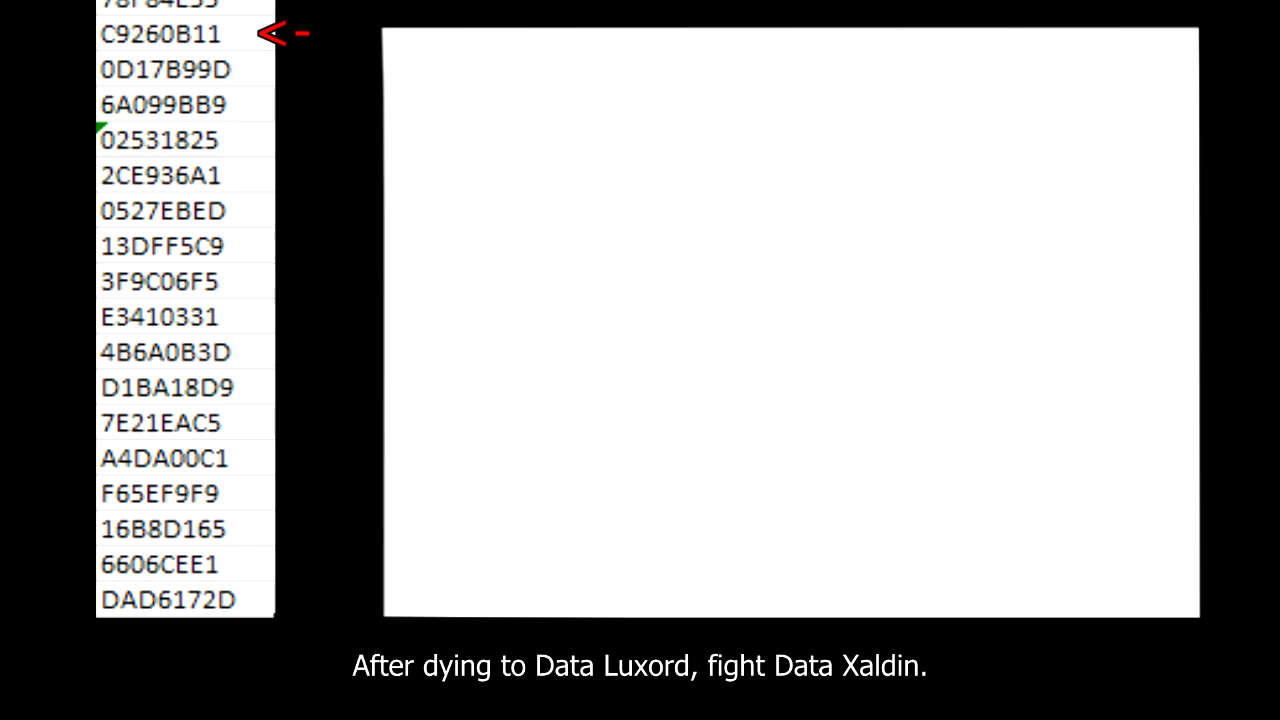 C9260B11 <-
0D17B99D
6A099BB9
02531825
2CE936A1
0527EBED
13DFF5C9
3F9C06F5
E3410331
4B6A0B3D
D1BA18D9
7E21EAC5
A4DA00C1
F65EF9F9
16B8D165
6606CEE1
DAD6172D
After dying to Data Luxord, fight Data Xaldin.